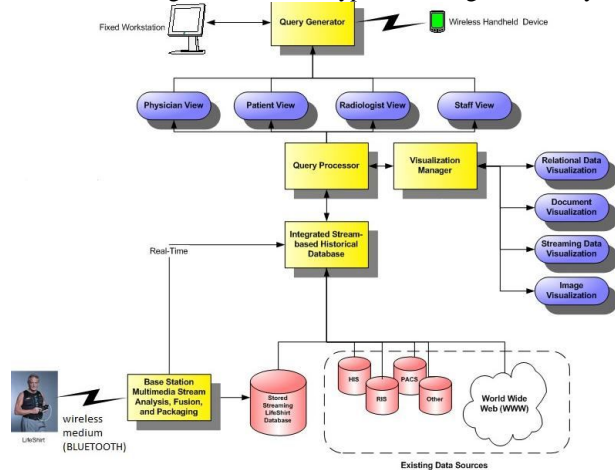 Query Generator
Fixed Workstation
Wireless Handheld Device
Physician View
Patient View
Radiologist View
Staff View
Query Processor
Visualization
Manager
Relational Data
Visualization
Document
Visualization
Streaming Data
Visualization
Image
Visualization
Integrated Stream-
based Historical
Database
Real-Time
Base Station
Multimedia Stream
Analysis, Fusion,
and Packaging
LifeShirt
wireless
medium
(BLUETOOTH)
Stored
Streaming
LifeShirt
Database
HIS
RIS
PACS
Other
World Wide
Web (WWW)
Existing Data Sources